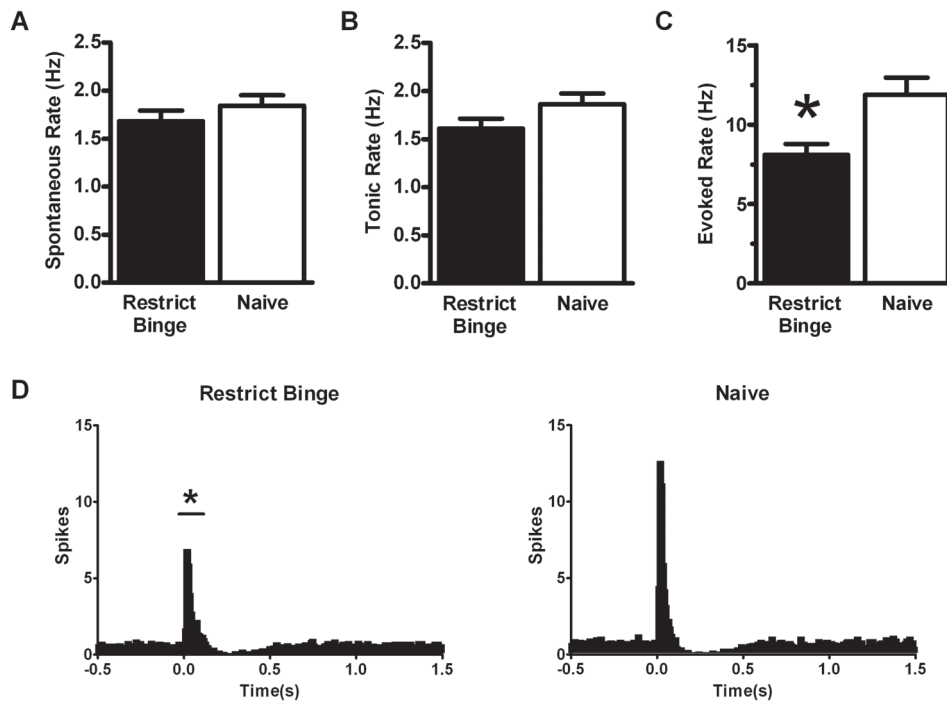 A
Spontaneous Rate (Hz)
2.5
2.0
1.5
1.0
0.5
0.0
Restrict
Binge
Naive
B
Tonic Rate (Hz)
2.5
2.0
1.5
1.0
0.5
0.0
Restrict
Binge
Naive
C
Evoked Rate (Hz)
15
10
5
0
*
Restrict
Binge
Naive
D
Restrict Binge
Spikes
15
10
5
0
*
-0.5 0.0 0.5 1.0 1.5
Time(s)
Naive
Spikes
15
10
5
0
-0.5 0.0 0.5 1.0 1.5
Time(s)